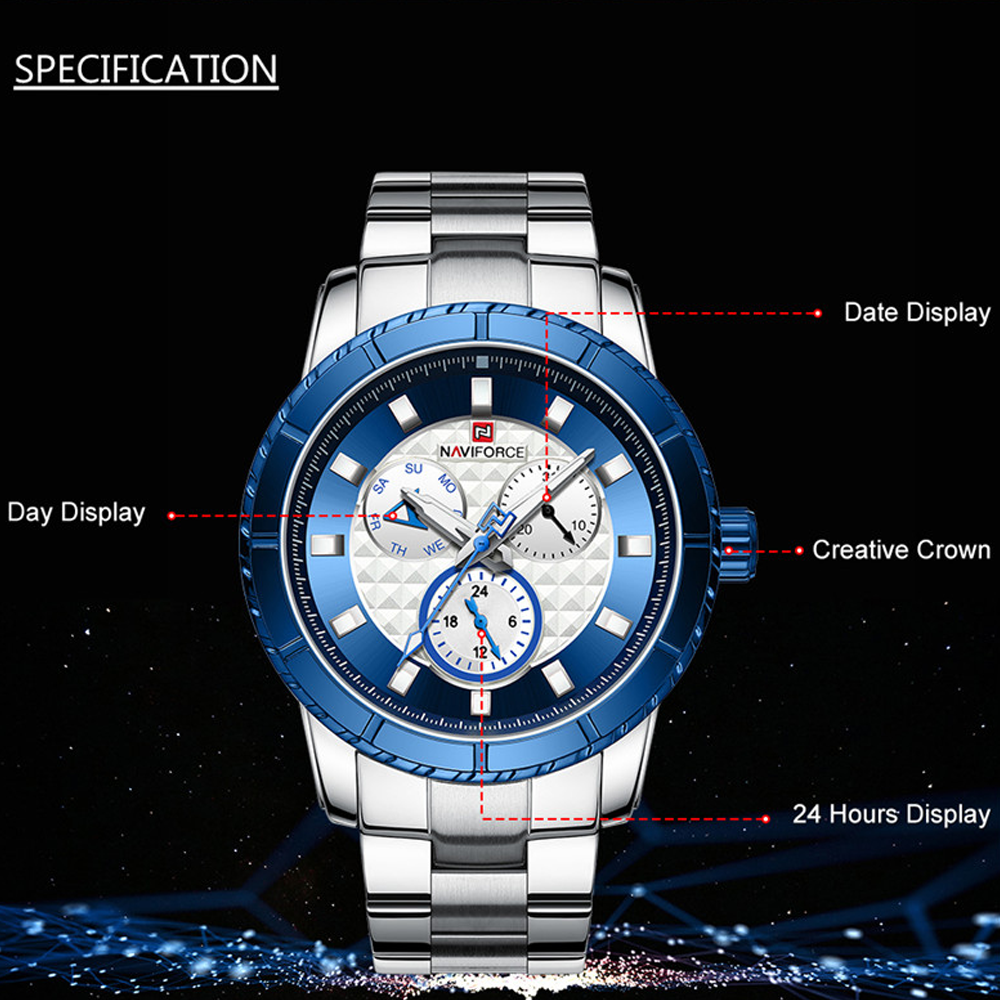 SPECIFICATION
Date Display
NAVIFORCE
SU
SA
MO
31
Day Display
FR
TH
WE
20
10
Creative Crown
24
18
6
12
24 Hours Display